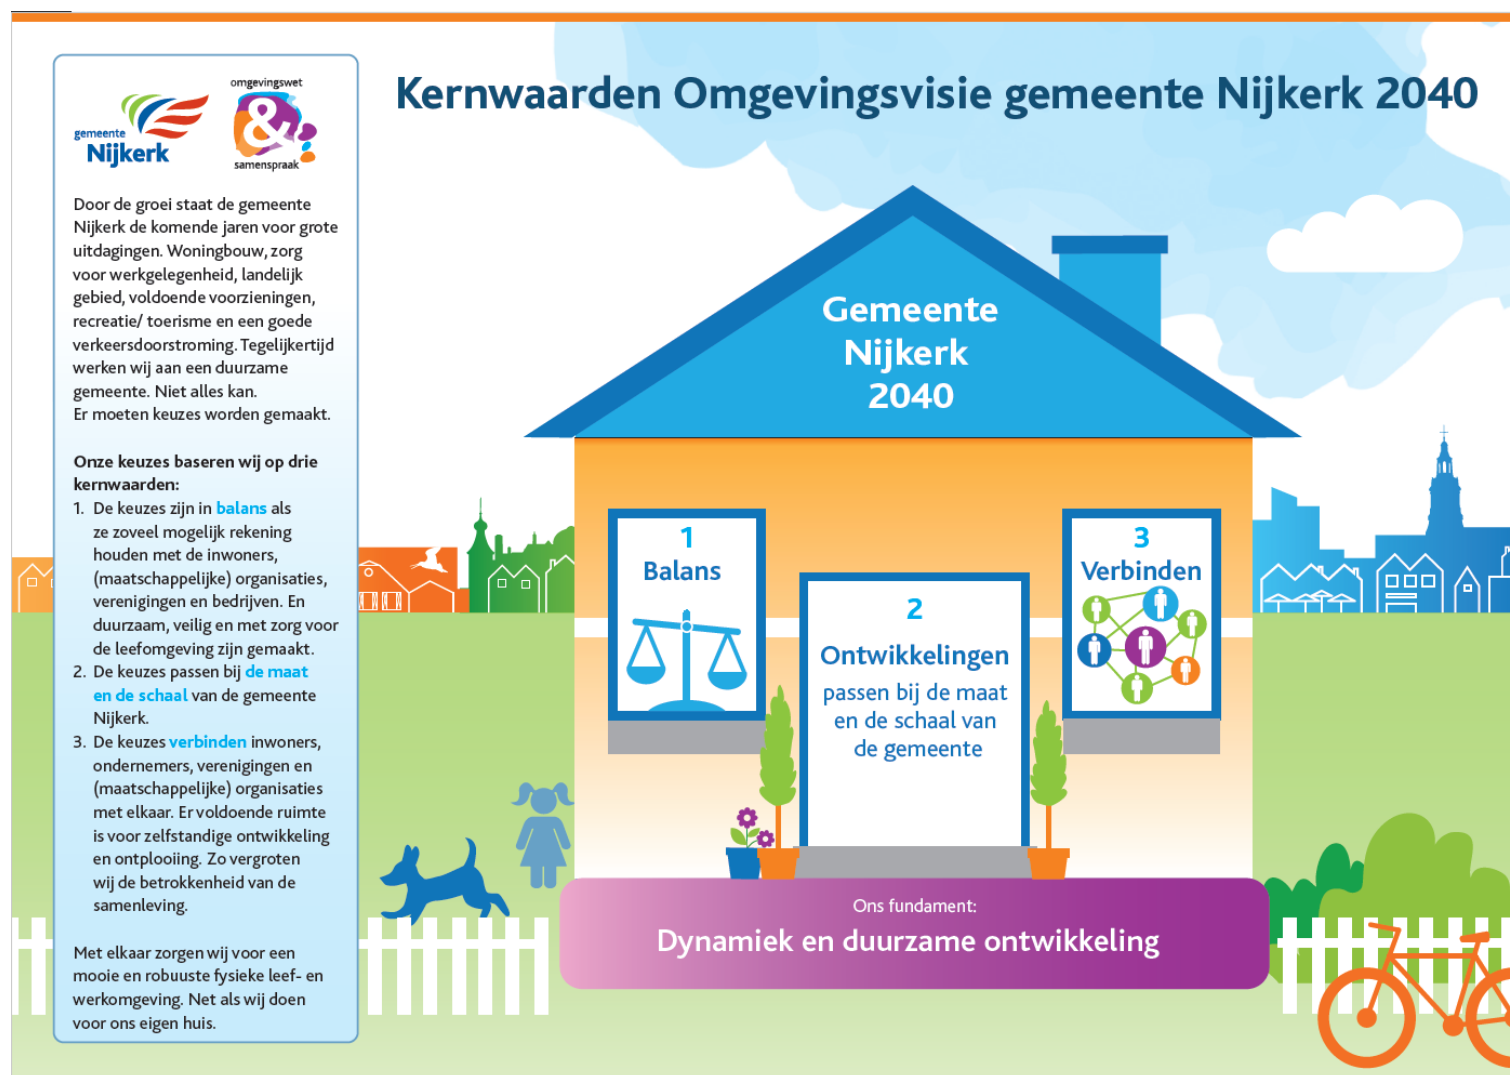 gemeente
Nijkerk
omgevingswet
&
samenspraak
Kernwaarden Omgevingsvisie gemeente Nijkerk 2040
Door de groei staat de gemeente
Nijkerk de komende jaren voor grote
uitdagingen. Woningbouw, zorg
voor werkgelegenheid, landelijk
gebied, voldoende voorzieningen,
recreatie/ toerisme en een goede
verkeersdoorstroming. Tegelijkertijd
werken wij aan een duurzame
gemeente. Niet alles kan.
Er moeten keuzes worden gemaakt.
Onze keuzes baseren wij op drie
kernwaarden:
1. De keuzes zijn in balans als
ze zoveel mogelijk rekening
houden met de inwoners,
(maatschappelijke) organisaties,
verenigingen en bedrijven. En
duurzaam, veilig en met zorg voor
de leefomgeving zijn gemaakt.
2. De keuzes passen bij de maat
en de schaal van de gemeente
Nijkerk.
3. De keuzes verbinden inwoners,
ondernemers, verenigingen en
(maatschappelijke) organisaties
met elkaar. Er voldoende ruimte
is voor zelfstandige ontwikkeling
en ontplooiing. Zo vergroten
wij de betrokkenheid van de
samenleving.
Met elkaar zorgen wij voor een
mooie en robuuste fysieke leef- en
werkomgeving. Net als wij doen
voor ons eigen huis.
Gemeente
Nijkerk
2040
1
Balans
2
Ontwikkelingen
passen bij de maat
en de schaal van
de gemeente
3
Verbinden
Ons fundament:
Dynamiek en duurzame ontwikkeling